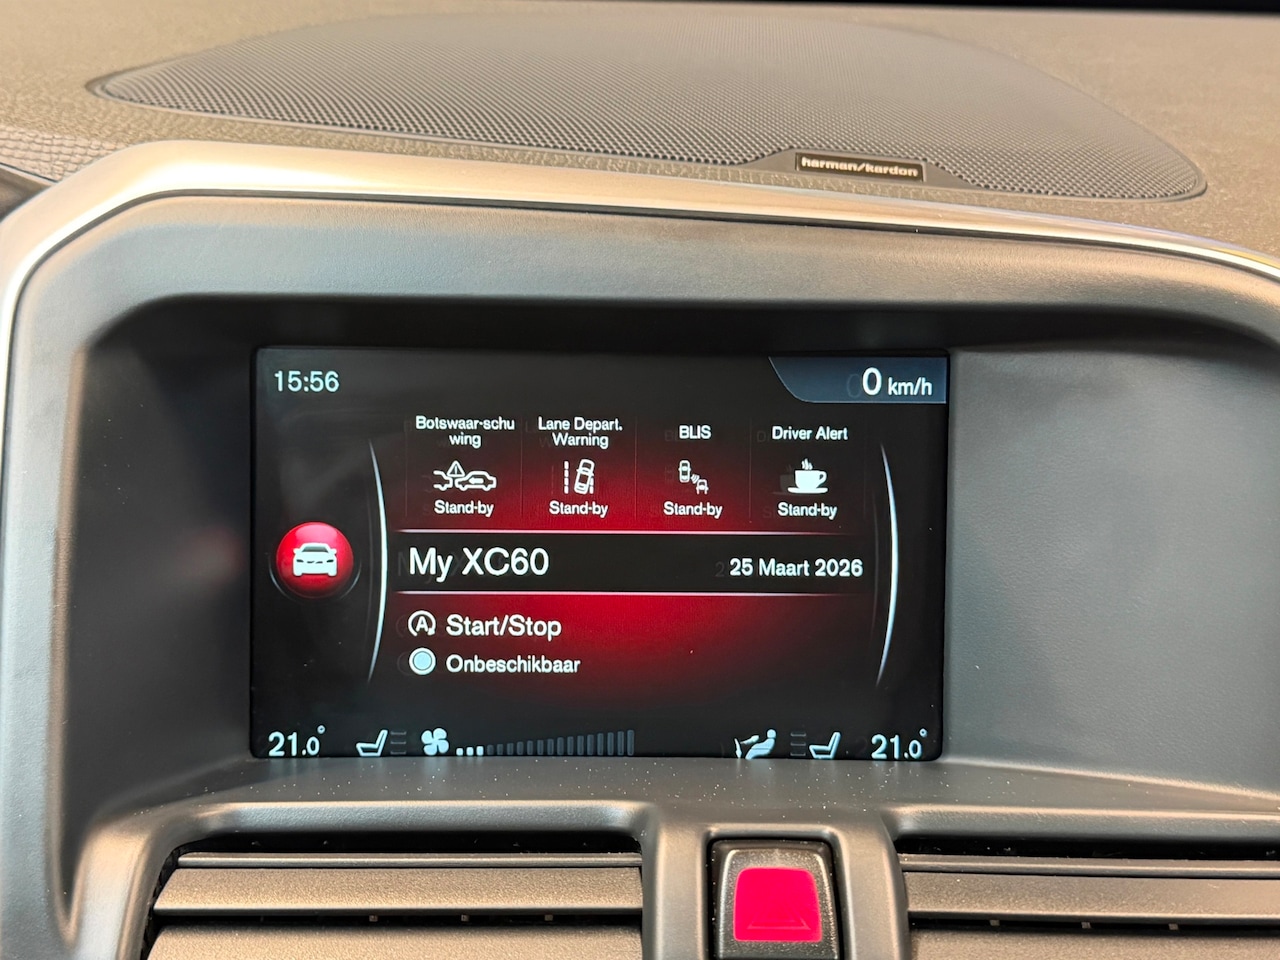 harman/kardon
15:56
0 km/h
Botswaar-schu
wing
Lane Depart.
Warning
BLIS
Driver Alert
Stand-by
Stand-by
Stand-by
Stand-by
My XC60
25 Maart 2026
A Start/Stop
Onbeschikbaar
21.0°
21.0°